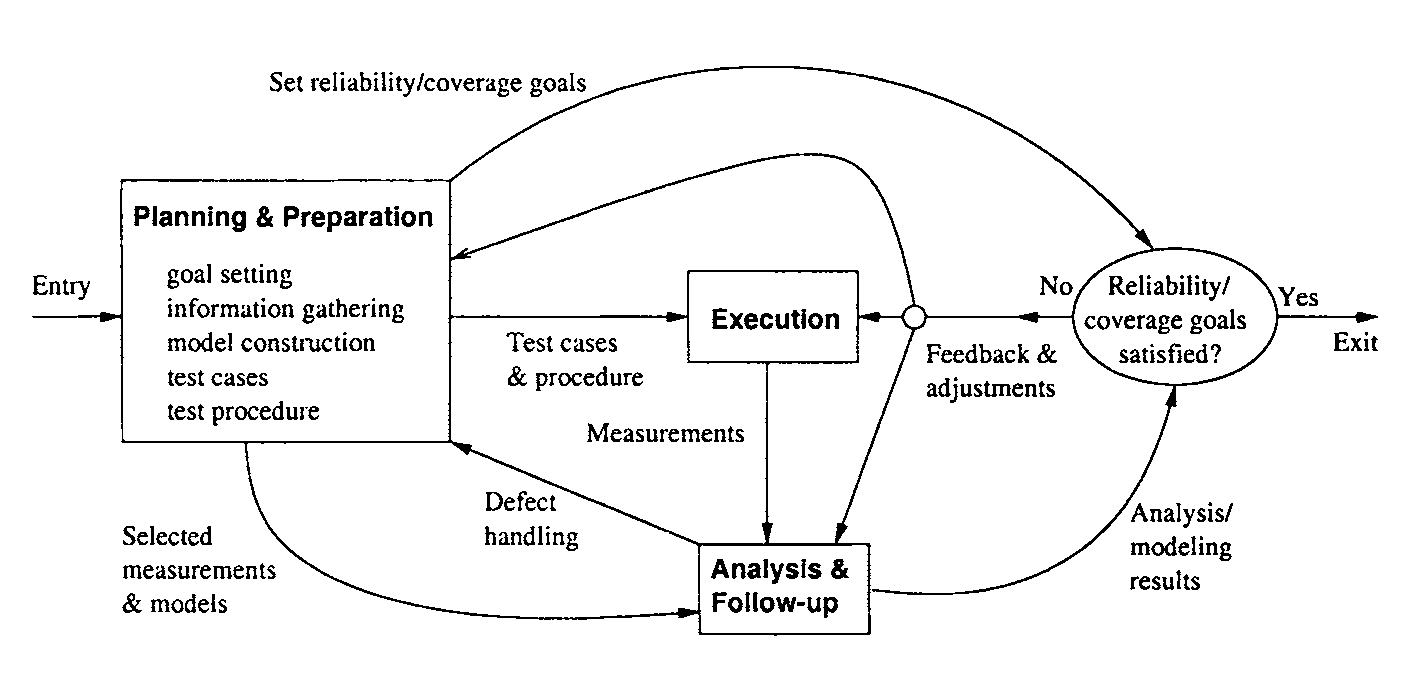 Set reliability/coverage goals
Planning & Preparation
goal setting
information gathering
model construction
test cases
test procedure
Entry
Test cases
& procedure
Execution
Measurements
Feedback &
adjustments
No
Reliability/
coverage goals
satisfied?
Yes
Exit
Defect
handling
Selected
measurements
& models
Analysis &
Follow-up
Analysis/
modeling
results